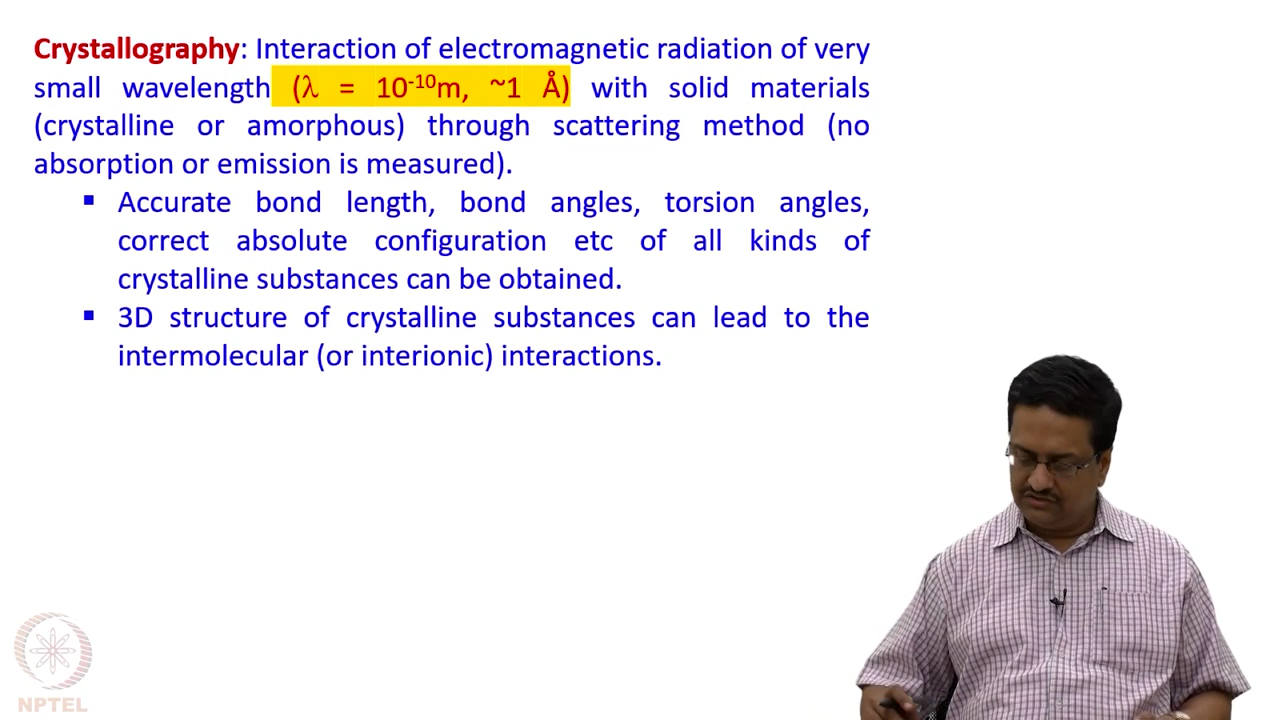 Crystallography: Interaction of electromagnetic radiation of very
small wavelength (λ = 10⁻¹⁰m, ~1 Å) with solid materials
(crystalline or amorphous) through scattering method (no
absorption or emission is measured).
▪ Accurate bond length, bond angles, torsion angles,
correct absolute configuration etc of all kinds of
crystalline substances can be obtained.
▪ 3D structure of crystalline substances can lead to the
intermolecular (or interionic) interactions.
NPTEL